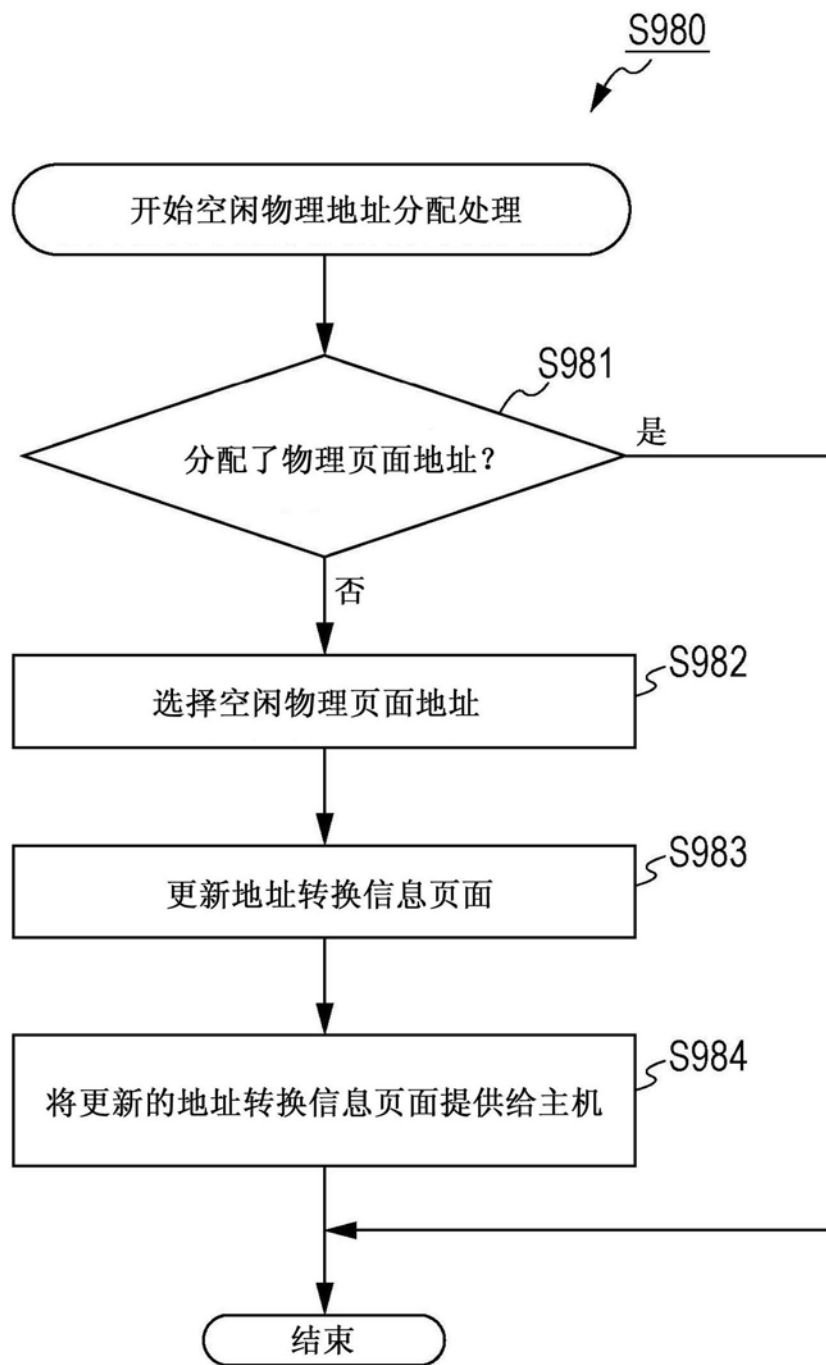 S980
开始空闲物理地址分配处理
S981
分配了物理页面地址？
是
否
S982
选择空闲物理页面地址
S983
更新地址转换信息页面
S984
将更新的地址转换信息页面提供给主机
结束